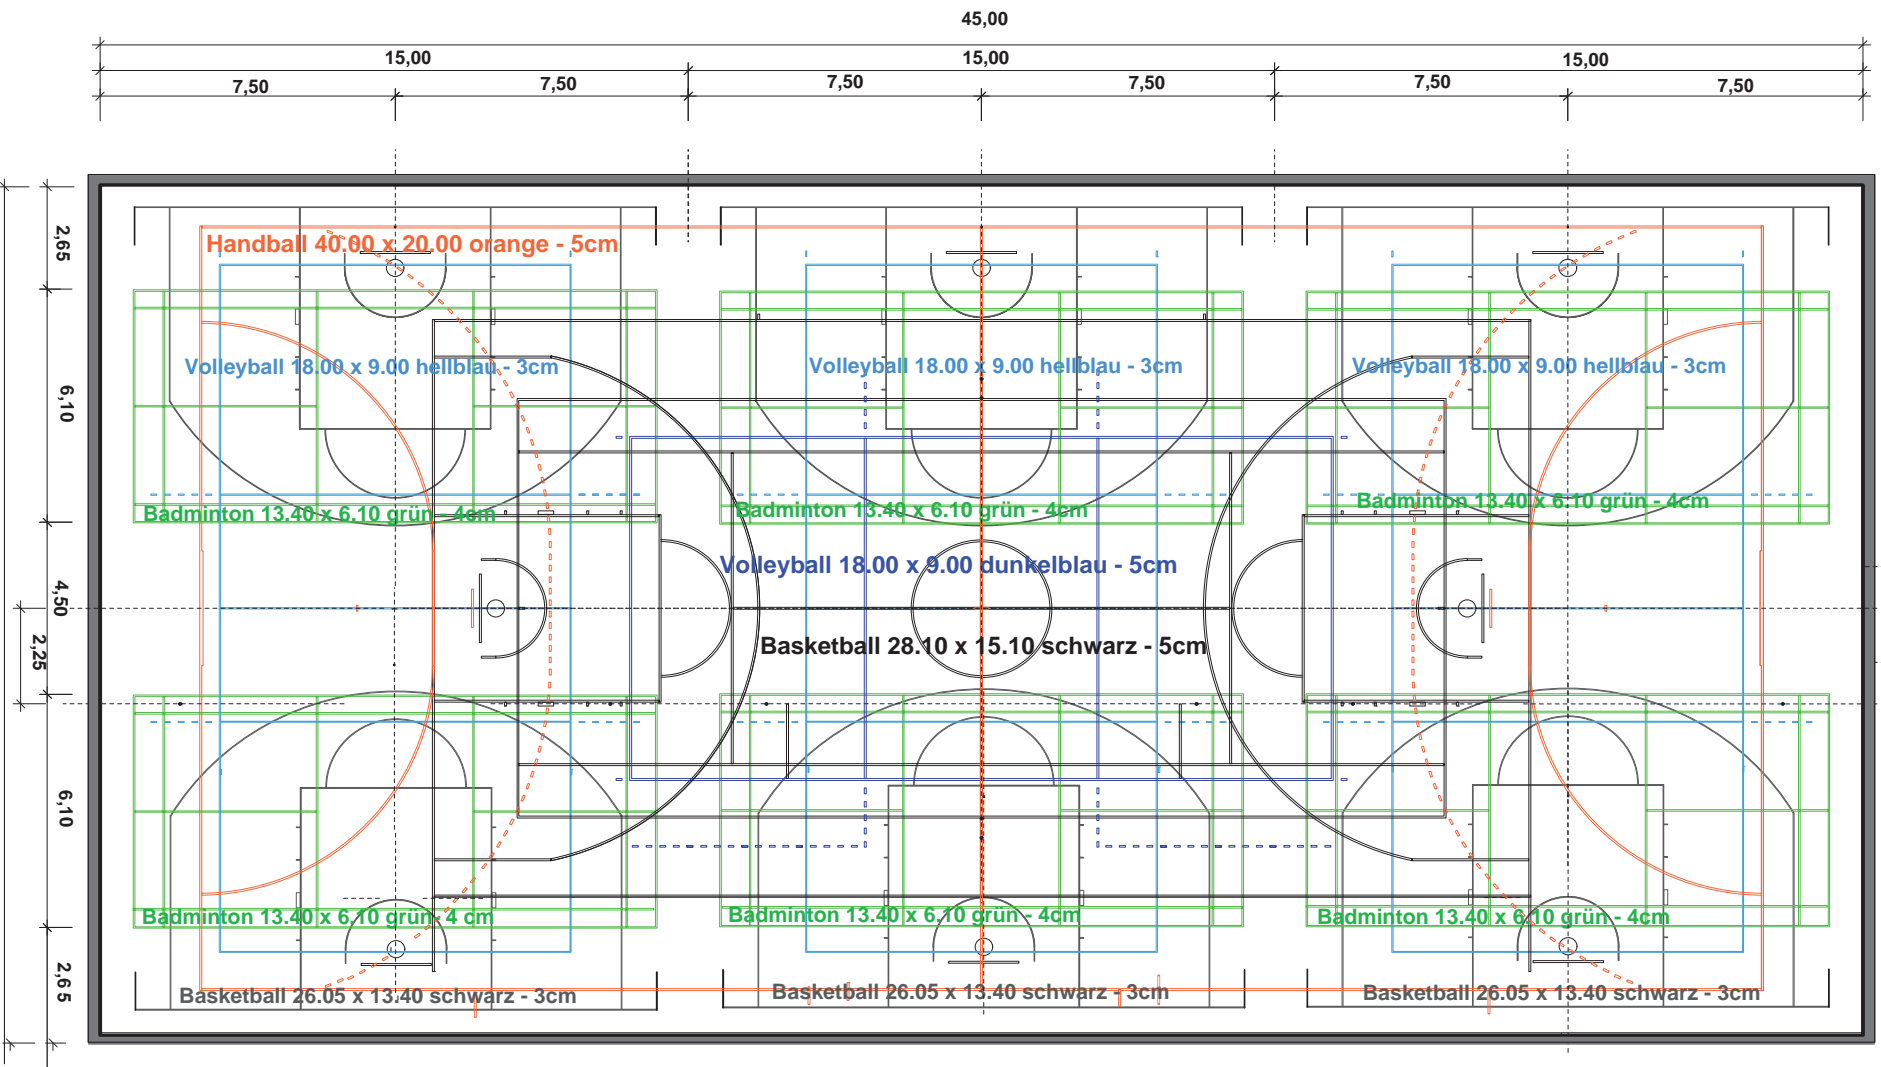 45,00
15,00 15,00 15,00
7,50 7,50 7,50 7,50 7,50 7,50
2,65
Handball 40.00 x 20.00 orange - 5cm
Volleyball 18.00 x 9.00 hellblau - 3cm
Volleyball 18.00 x 9.00 hellblau - 3cm
Volleyball 18.00 x 9.00 hellblau - 3cm
6,10
Badminton 13.40 x 6.10 grün - 4cm
Badminton 13.40 x 6.10 grün - 4cm
Badminton 13.40 x 6.10 grün - 4cm
Volleyball 18.00 x 9.00 dunkelblau - 5cm
4,50
2,25
Basketball 28.10 x 15.10 schwarz - 5cm
6,10
Badminton 13.40 x 6.10 grün - 4 cm
Badminton 13.40 x 6.10 grün - 4cm
Badminton 13.40 x 6.10 grün - 4cm
2,65
Basketball 26.05 x 13.40 schwarz - 3cm
Basketball 26.05 x 13.40 schwarz - 3cm
Basketball 26.05 x 13.40 schwarz - 3cm